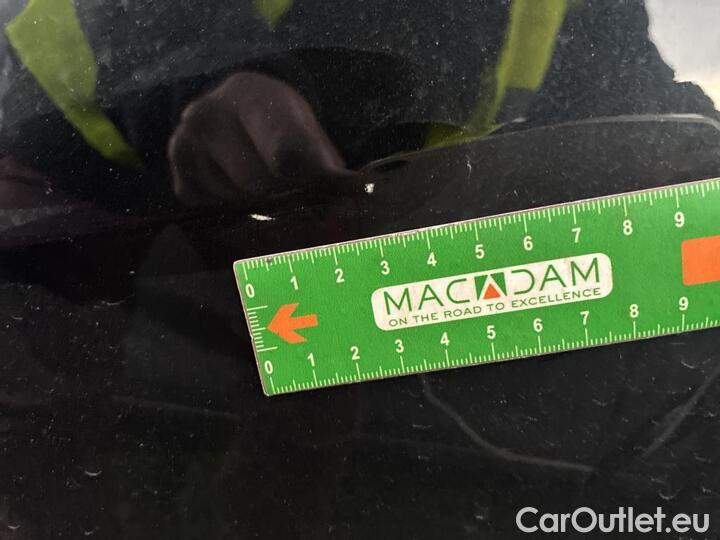 0 1 2 3 4 5 6 7 8 9
MACADAM
ON THE ROAD TO EXCELLENCE
0 1 2 3 4 5 6 7 8 9
CarOutlet.eu